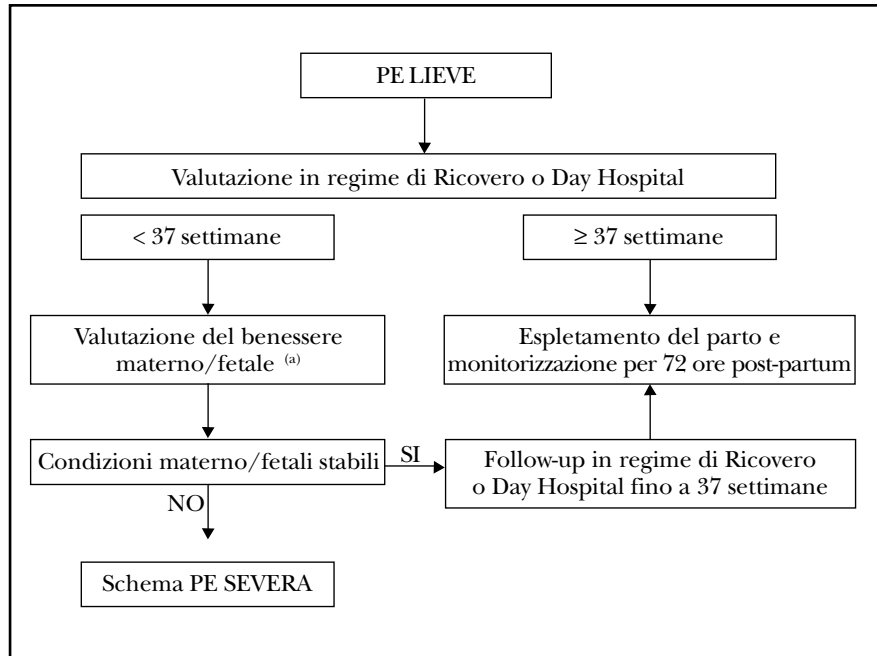 PE LIEVE
Valutazione in regime di Ricovero o Day Hospital
< 37 settimane
≥ 37 settimane
Valutazione del benessere
materno/fetale (a)
Espletamento del parto e
monitorizzazione per 72 ore post-partum
Condizioni materno/fetali stabili
SI
Follow-up in regime di Ricovero
o Day Hospital fino a 37 settimane
NO
Schema PE SEVERA